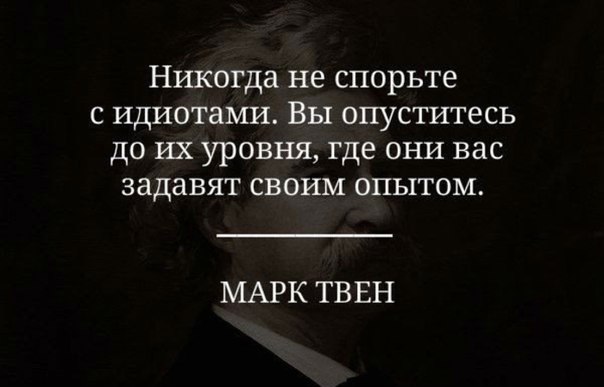 Никогда не спорьте
с идиотами. Вы опуститесь
до их уровня, где они вас
задавят своим опытом.
МАРК ТВЕН